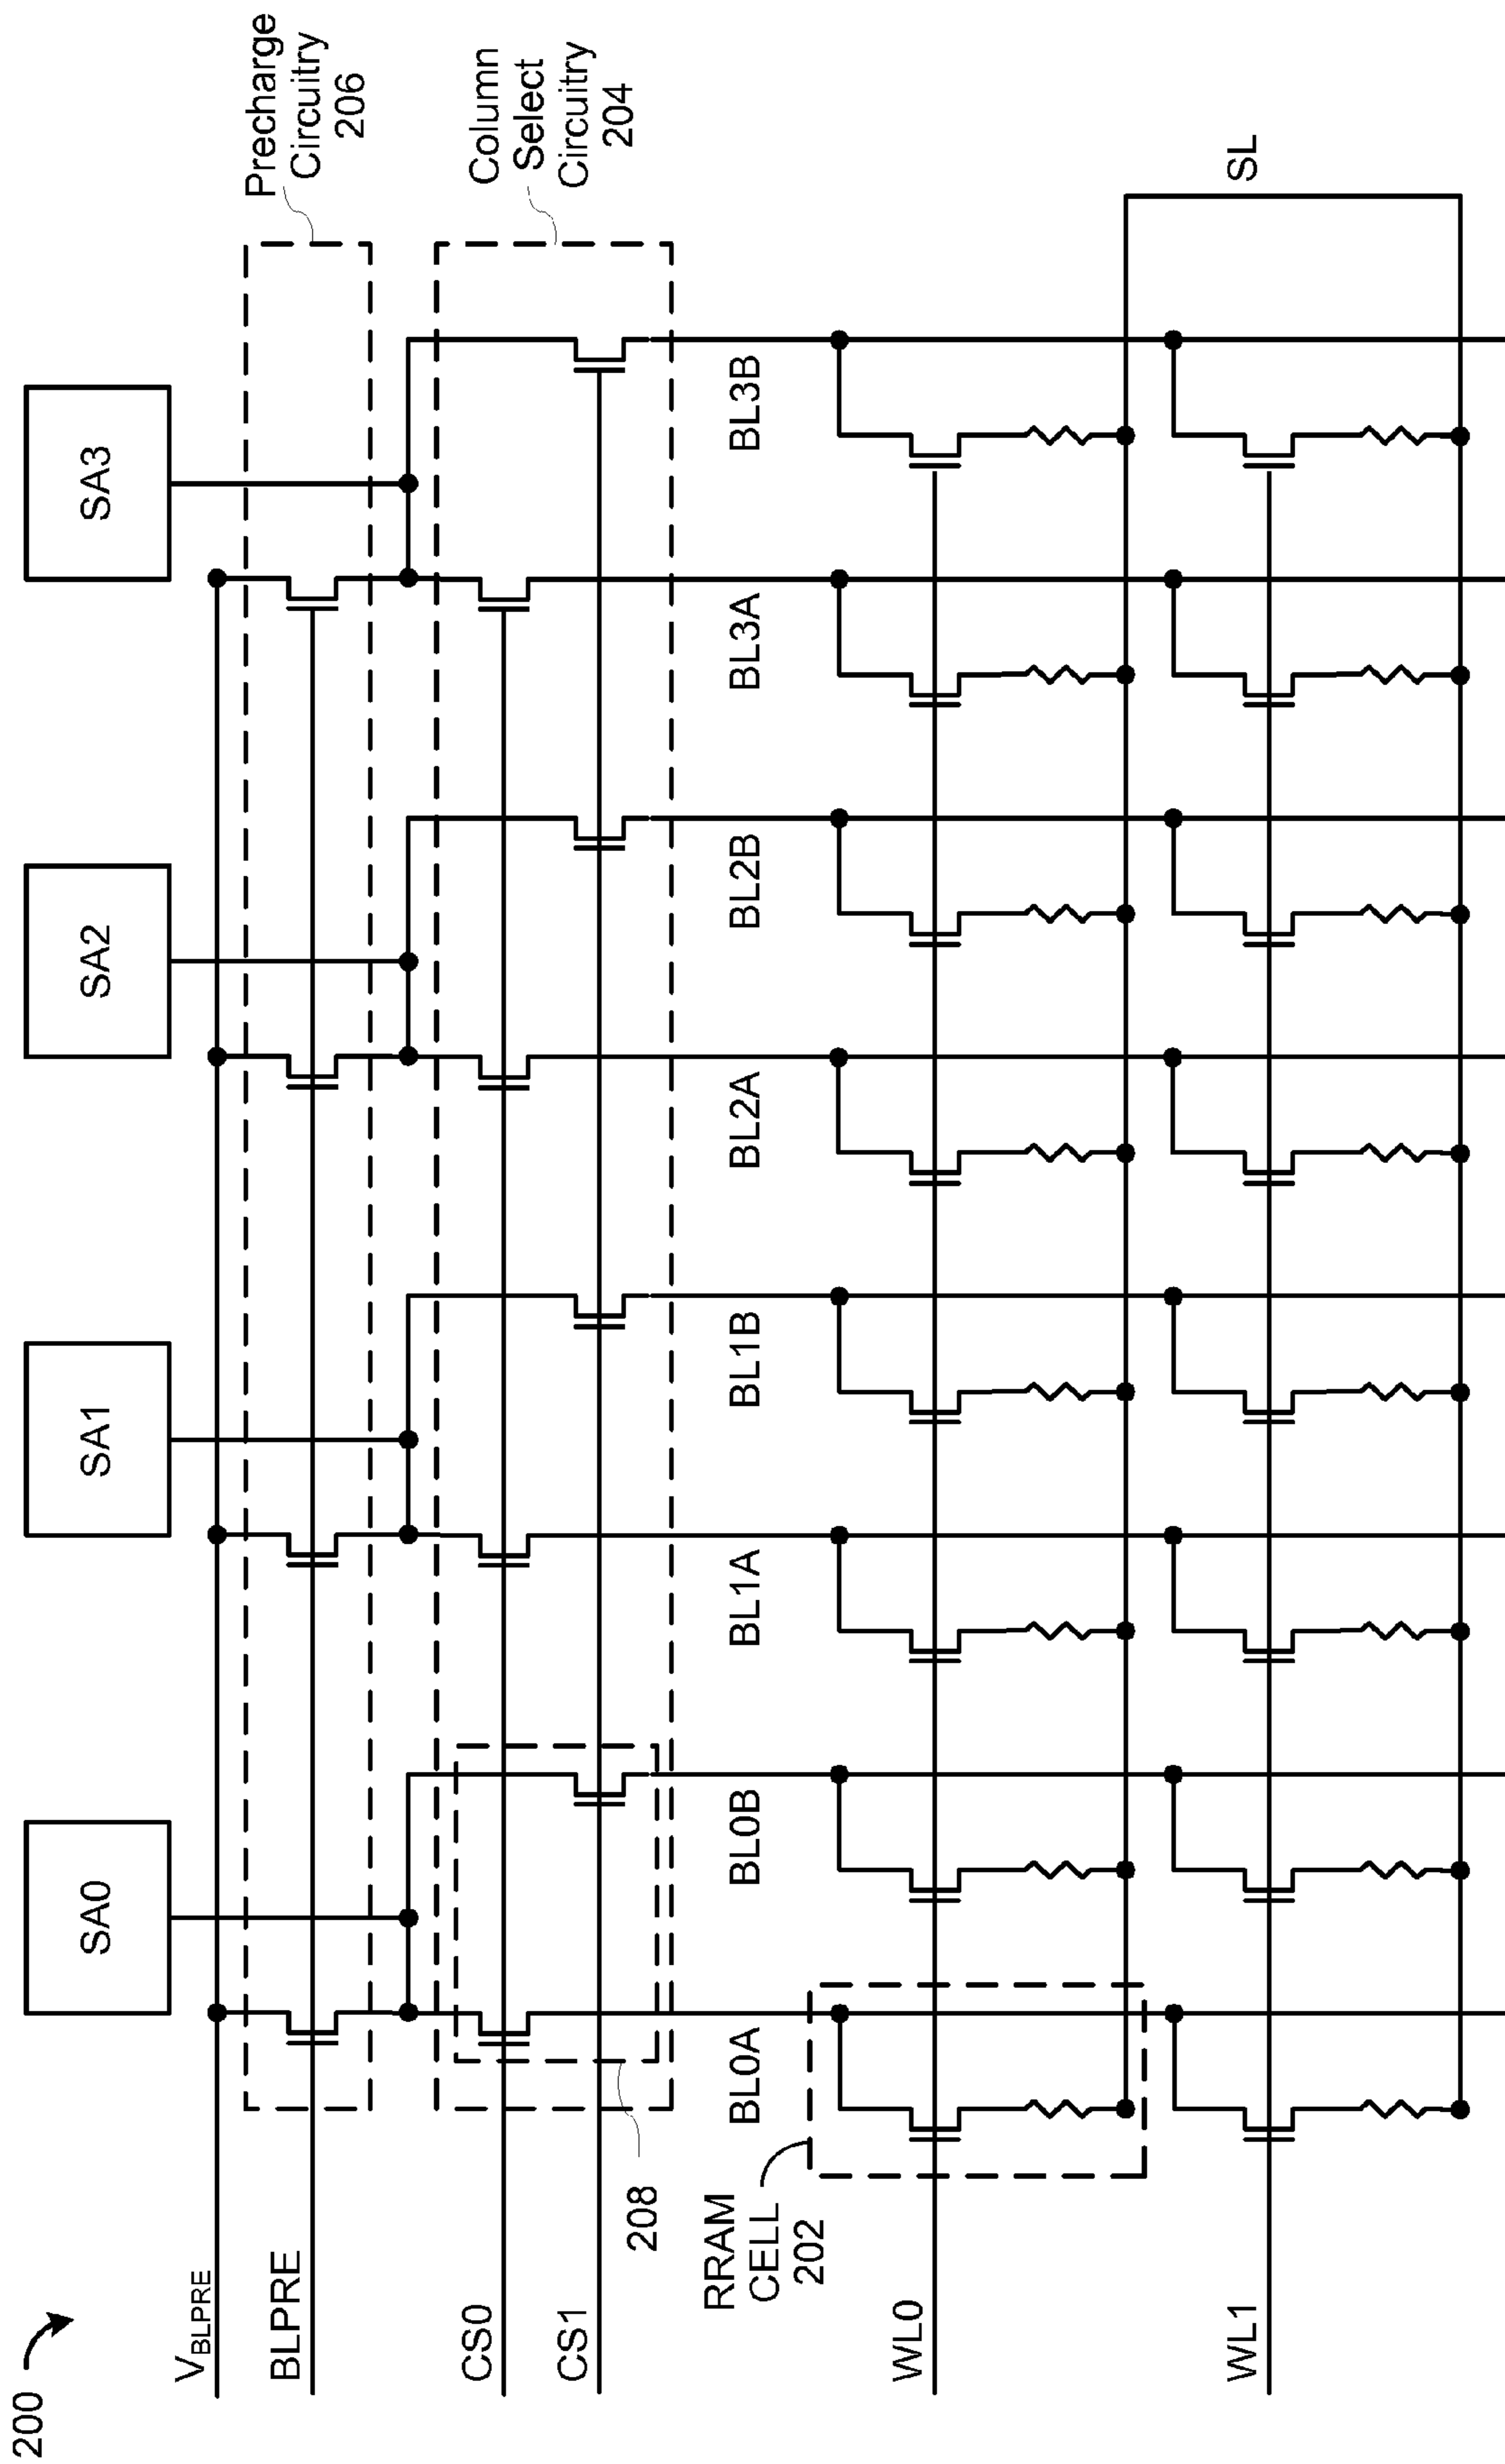 200
SA0
SA1
SA2
SA3
VBLPRE
BLPRE
Precharge
Circuitry
206
CS0
CS1
Column
Select
Circuitry
204
208
BL0A
BL0B
BL1A
BL1B
BL2A
BL2B
BL3A
BL3B
RRAM
CELL
202
WL0
WL1
SL